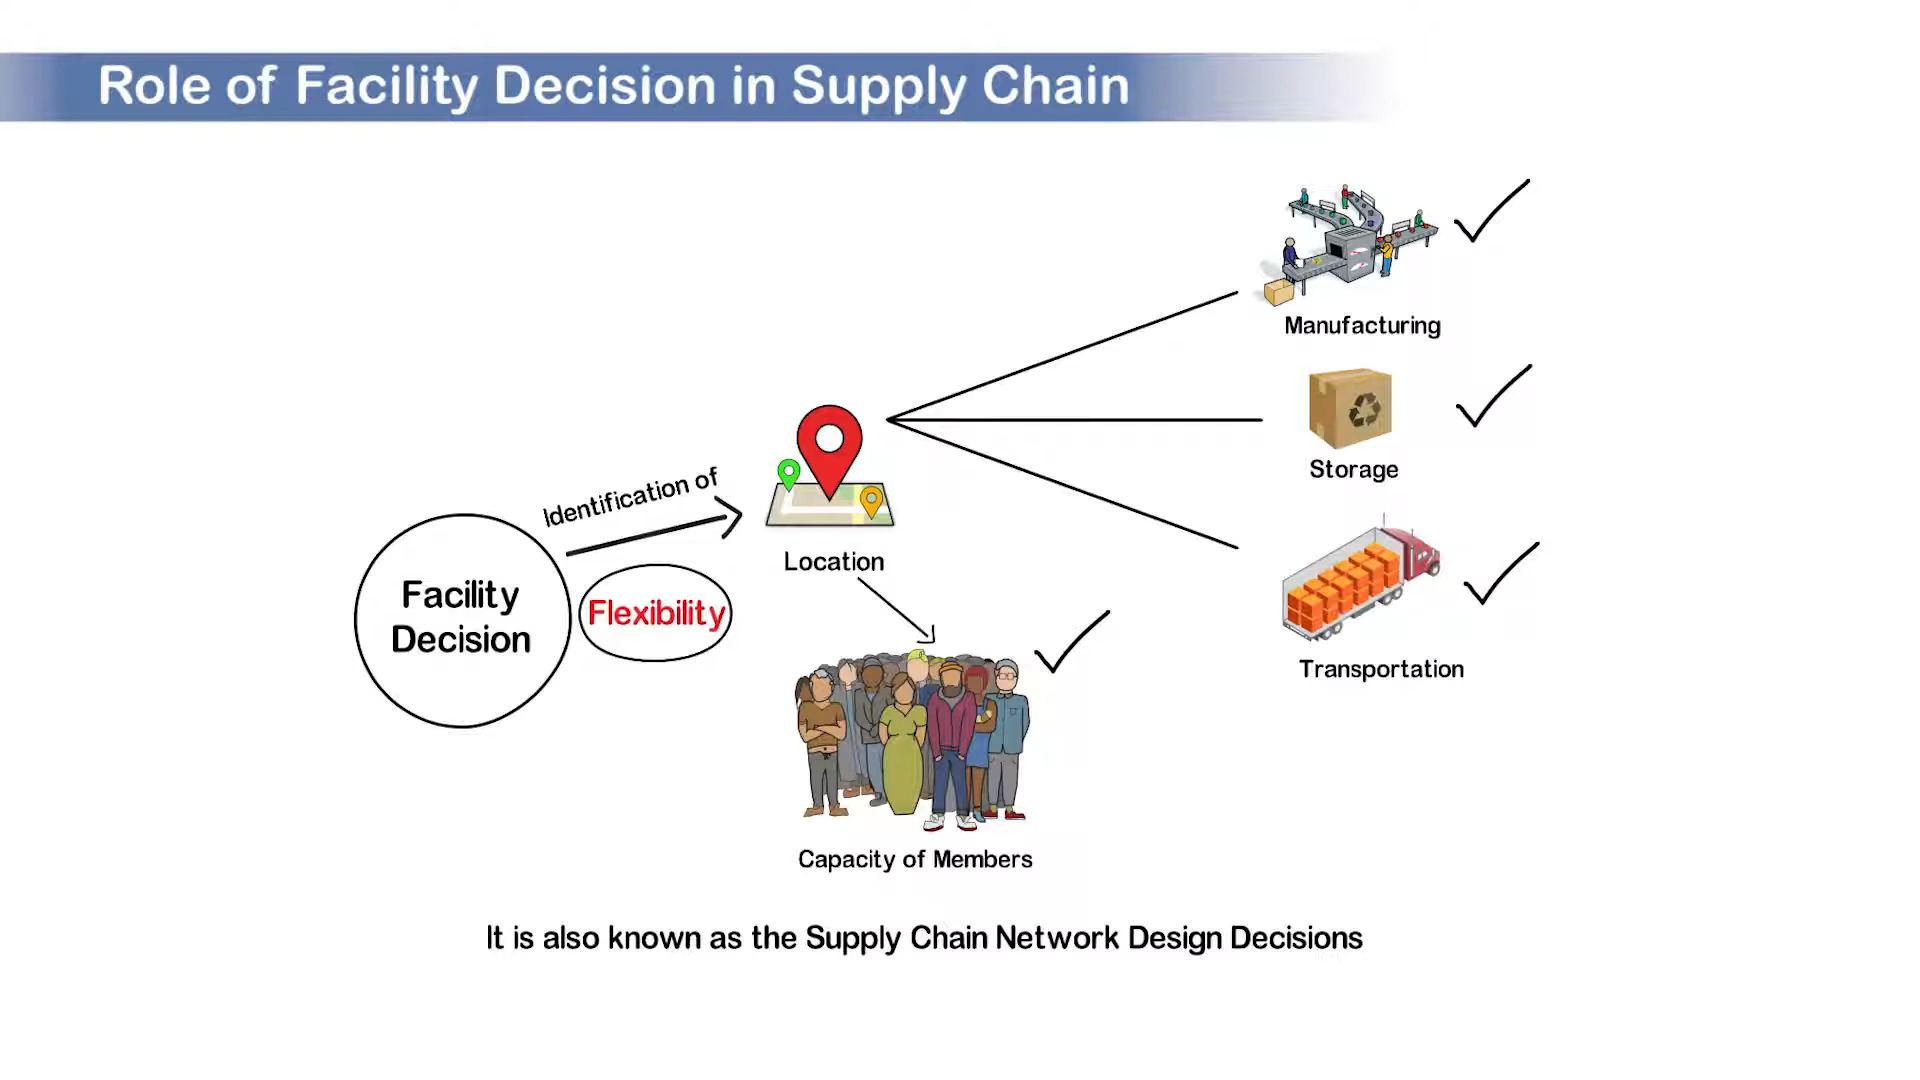 Role of Facility Decision in Supply Chain
Manufacturing
Storage
Identification of
Location
Facility
Decision
Flexibility
Transportation
Capacity of Members
It is also known as the Supply Chain Network Design Decisions